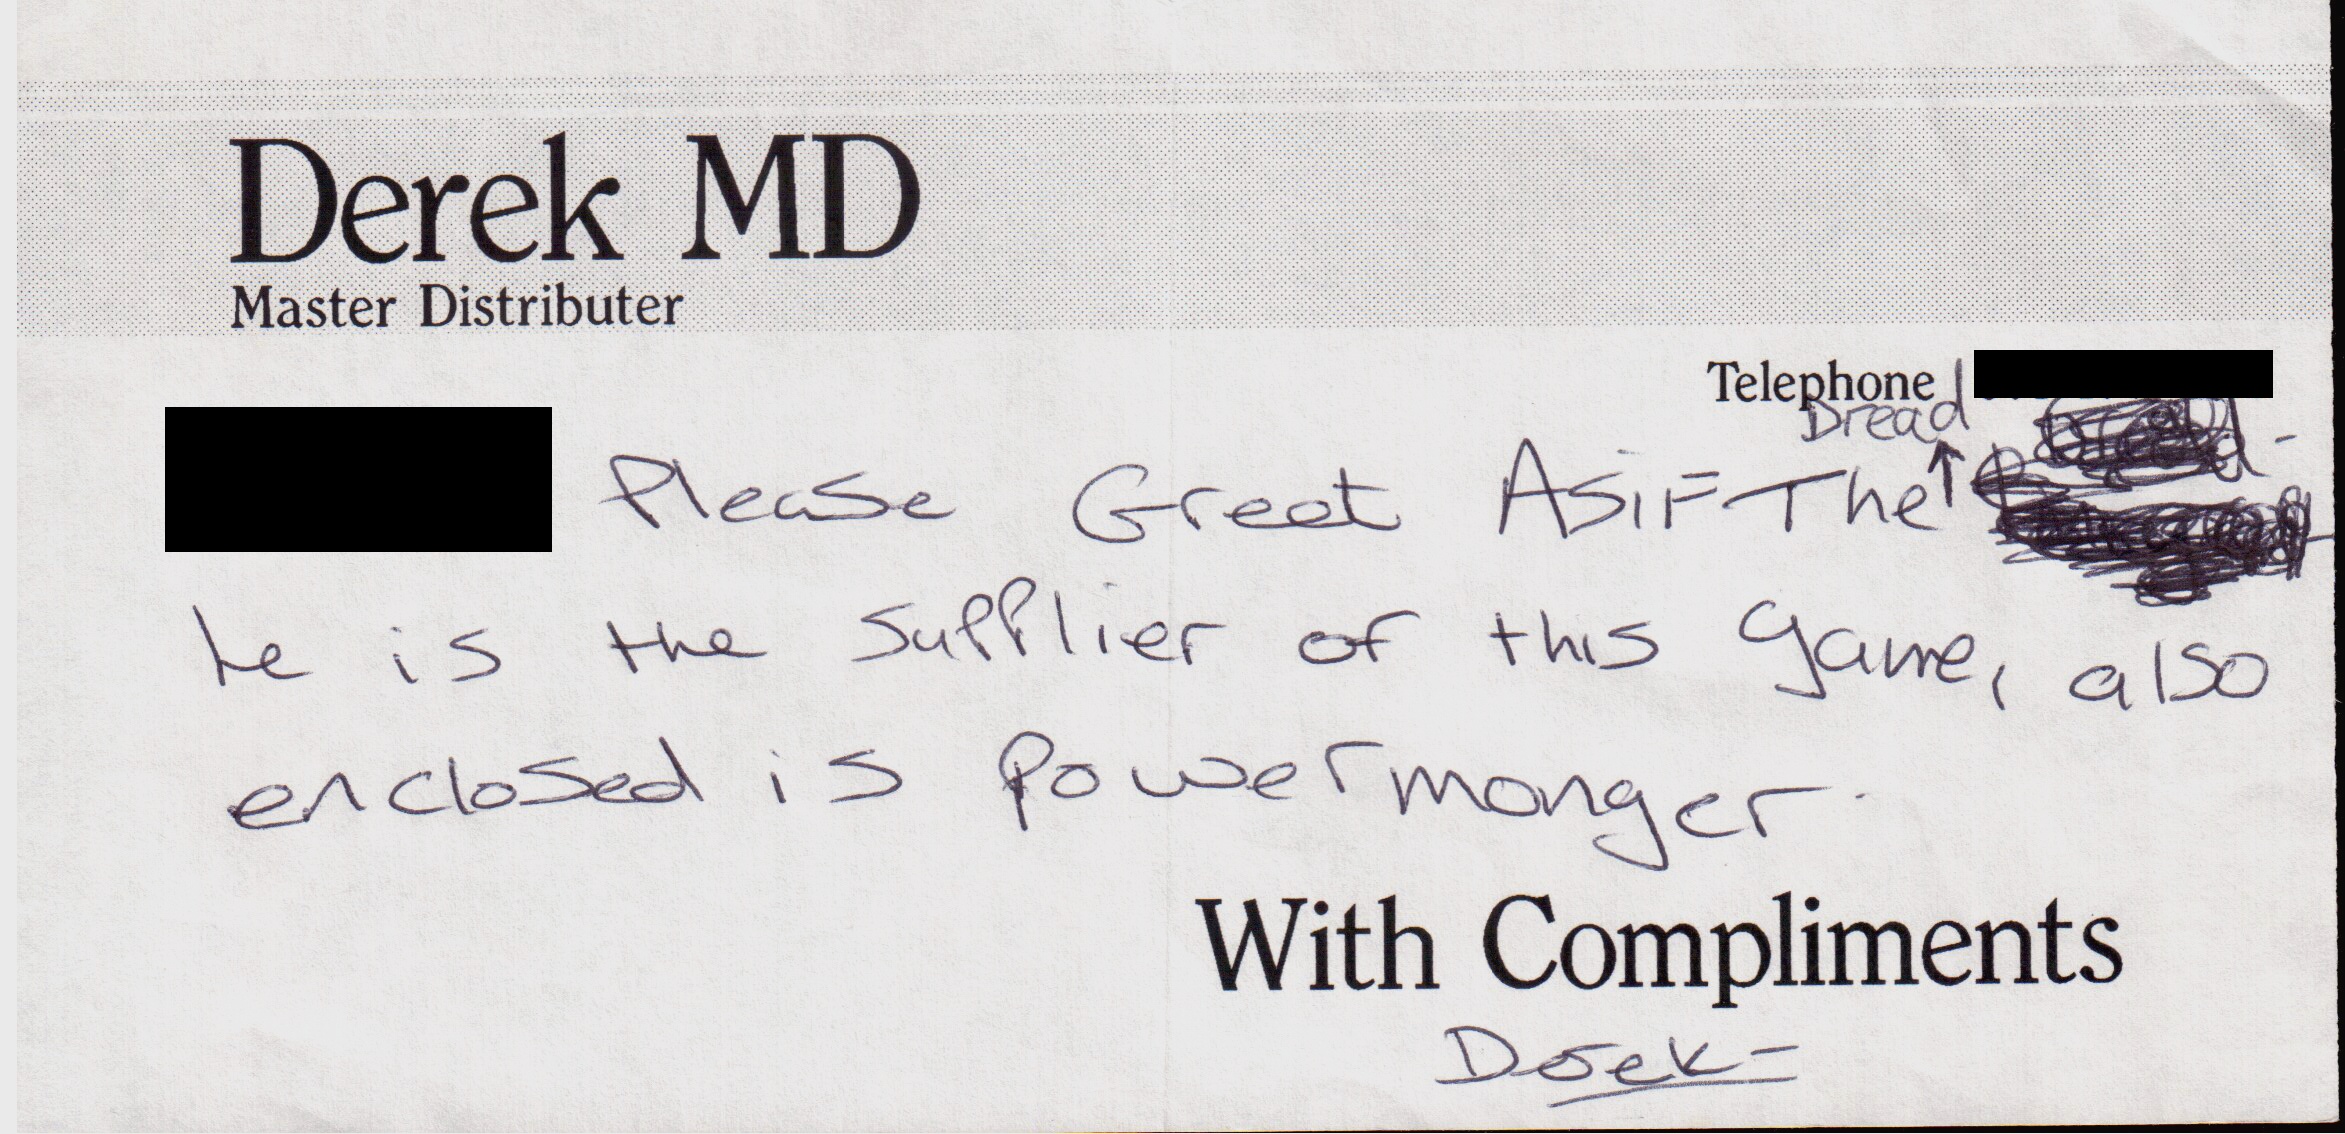 Derek MD
Master Distributer
Telephone
Dread
Please Greet ASiF The
he is the supplier of this game, also
enclosed is Powermonger.
With Compliments
Derek